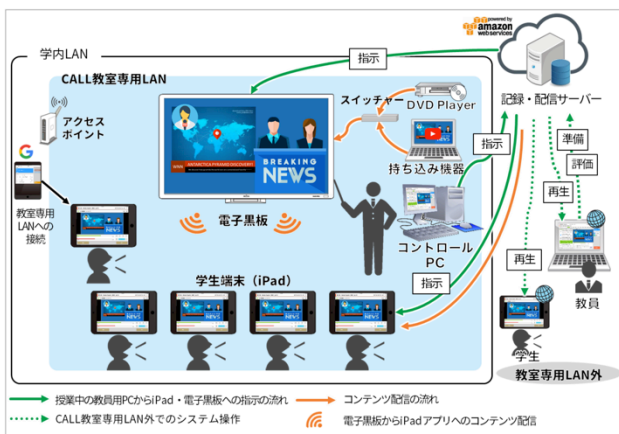 powered by
amazon
web services
学内LAN
指示
CALL教室専用LAN
記録・配信サーバー
アクセス
ポイント
スイッチャー
DVD Player
持ち込み機器
指示
準備
評価
再生
BREAKING
NEWS
電子黒板
コントロール
PC
教室専用
LANへの
接続
指示
再生
教員
学生端末（iPad）
学生
教室専用LAN外
授業中の教員用PCからiPad・電子黒板への指示の流れ
コンテンツ配信の流れ
CALL教室専用LAN外でのシステム操作
電子黒板からiPadアプリへのコンテンツ配信